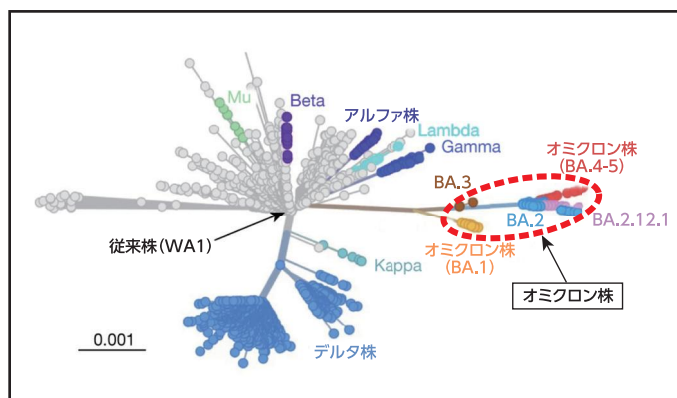 Mu
Beta
アルファ株
Lambda
Gamma
オミクロン株
(BA.4-5)
BA.3
BA.2
BA.2.12.1
従来株(WA1)
オミクロン株
(BA.1)
Kappa
オミクロン株
0.001
デルタ株